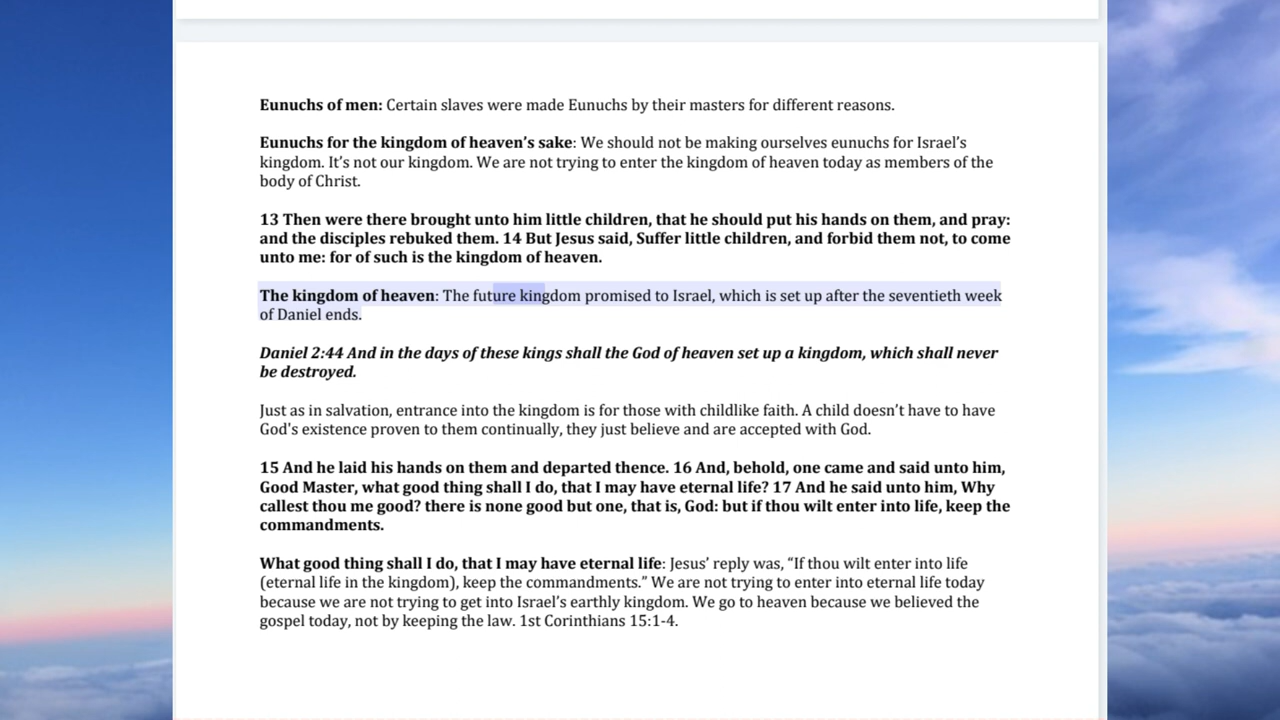 Eunuchs of men: Certain slaves were made Eunuchs by their masters for different reasons.
Eunuchs for the kingdom of heaven’s sake: We should not be making ourselves eunuchs for Israel’s
kingdom. It’s not our kingdom. We are not trying to enter the kingdom of heaven today as members of the
body of Christ.
13 Then were there brought unto him little children, that he should put his hands on them, and pray:
and the disciples rebuked them. 14 But Jesus said, Suffer little children, and forbid them not, to come
unto me: for of such is the kingdom of heaven.
The kingdom of heaven: The future kingdom promised to Israel, which is set up after the seventieth week
of Daniel ends.
Daniel 2:44 And in the days of these kings shall the God of heaven set up a kingdom, which shall never
be destroyed.
Just as in salvation, entrance into the kingdom is for those with childlike faith. A child doesn’t have to have
God's existence proven to them continually, they just believe and are accepted with God.
15 And he laid his hands on them and departed thence. 16 And, behold, one came and said unto him,
Good Master, what good thing shall I do, that I may have eternal life? 17 And he said unto him, Why
callest thou me good? there is none good but one, that is, God: but if thou wilt enter into life, keep the
commandments.
What good thing shall I do, that I may have eternal life: Jesus’ reply was, “If thou wilt enter into life
(eternal life in the kingdom), keep the commandments.” We are not trying to enter into eternal life today
because we are not trying to get into Israel’s earthly kingdom. We go to heaven because we believed the
gospel today, not by keeping the law. 1st Corinthians 15:1-4.